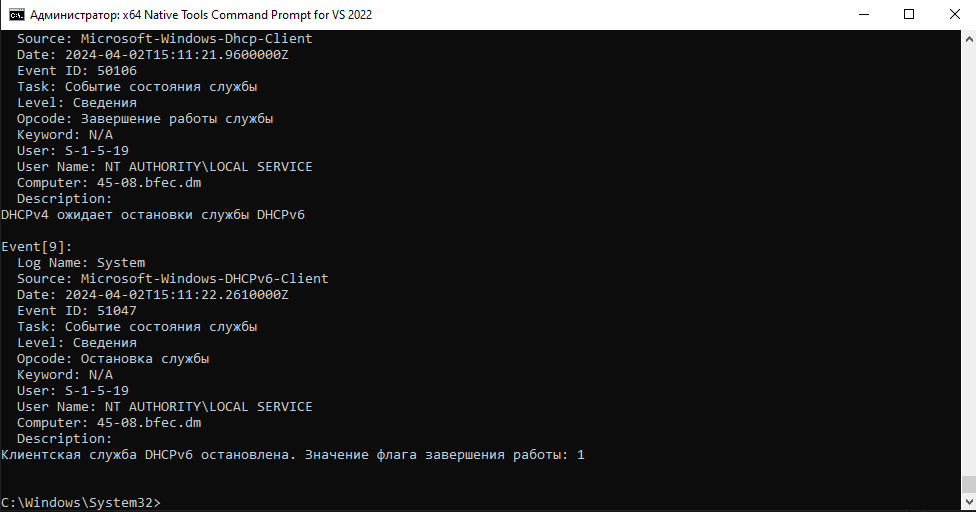 Администратор: x64 Native Tools Command Prompt for VS 2022
Source: Microsoft-Windows-Dhcp-Client
Date: 2024-04-02T15:11:21.9600000Z
Event ID: 50106
Task: Событие состояния службы
Level: Сведения
Opcode: Завершение работы службы
Keyword: N/A
User: S-1-5-19
User Name: NT AUTHORITY\LOCAL SERVICE
Computer: 45-08.bfec.dm
Description:
DHCPv4 ожидает остановки службы DHCPv6
Event[9]:
Log Name: System
Source: Microsoft-Windows-DHCPv6-Client
Date: 2024-04-02T15:11:22.2610000Z
Event ID: 51047
Task: Событие состояния службы
Level: Сведения
Opcode: Остановка службы
Keyword: N/A
User: S-1-5-19
User Name: NT AUTHORITY\LOCAL SERVICE
Computer: 45-08.bfec.dm
Description:
Клиентская служба DHCPv6 остановлена. Значение флага завершения работы: 1
C:\Windows\System32>